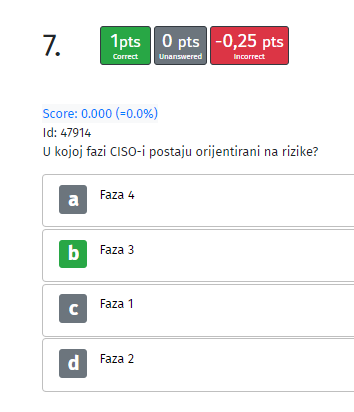 7.
1pts
Correct
0 pts
Unanswered
-0,25 pts
Incorrect
Score: 0.000 (=0.0%)
Id: 47914
U kojoj fazi CISO-i postaju orijentirani na rizike?
a Faza 4
b Faza 3
c Faza 1
d Faza 2